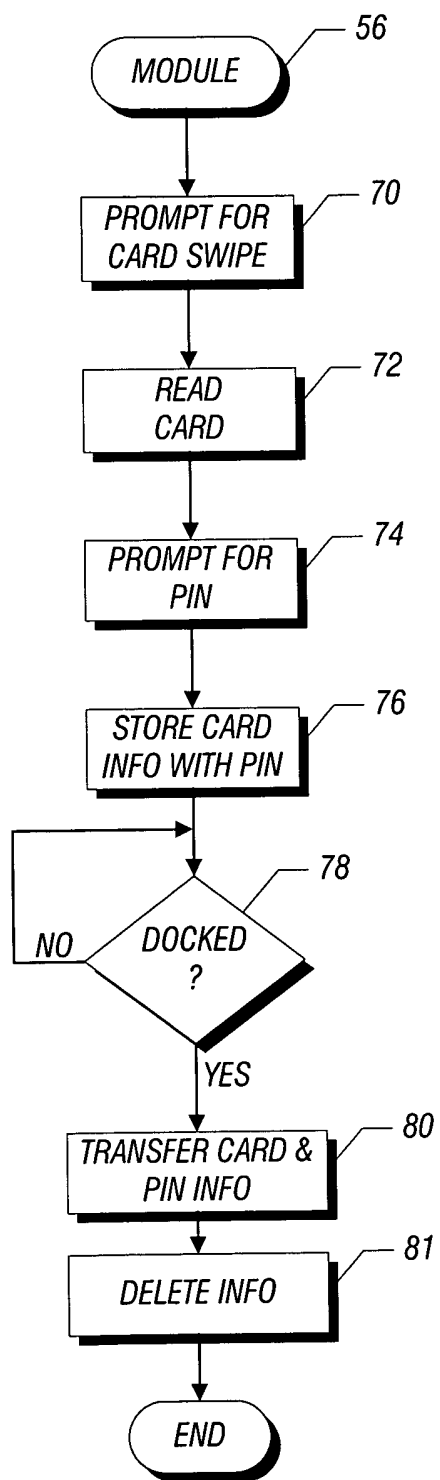 56
MODULE
70
PROMPT FOR
CARD SWIPE
72
READ
CARD
74
PROMPT FOR
PIN
76
STORE CARD
INFO WITH PIN
78
DOCKED
?
NO
YES
80
TRANSFER CARD &
PIN INFO
81
DELETE INFO
END